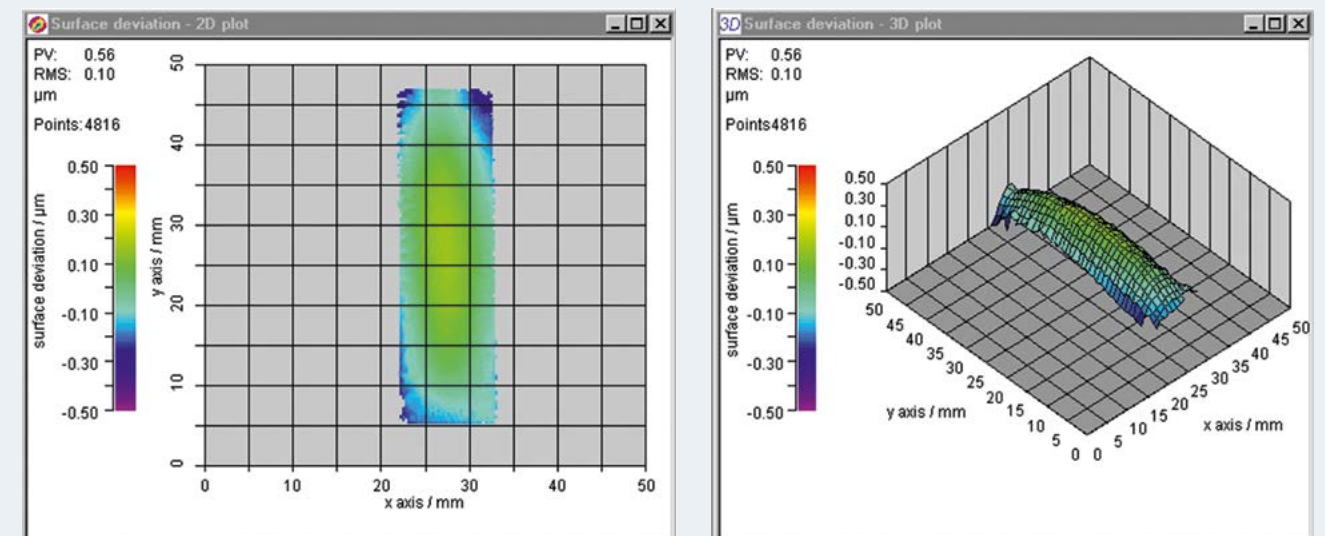 Surface deviation - 2D plot
PV: 0.56
RMS: 0.10
µm
Points: 4816
surface deviation / µm
0.50
0.30
0.10
-0.10
-0.30
-0.50
y axis / mm
50
40
30
20
10
0
0 10 20 30 40 50
x axis / mm
3D Surface deviation - 3D plot
PV: 0.56
RMS: 0.10
µm
Points4816
surface deviation / µm
0.50
0.30
0.10
-0.10
-0.30
-0.50
0.50
0.30
0.10
-0.10
-0.30
-0.50
50 45 40 35 30 25 20 15 10 5 0
y axis / mm
0 5 10 15 20 25 30 35 40 45 50
x axis / mm